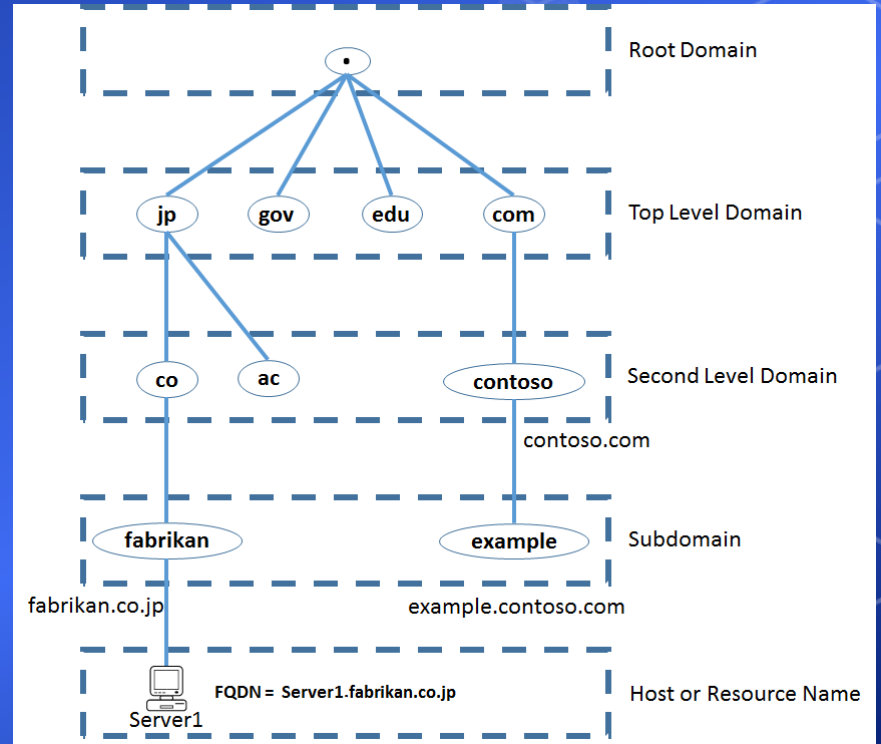 Root Domain
.
jp gov edu com
Top Level Domain
co ac contoso
Second Level Domain
contoso.com
fabrikan example
Subdomain
fabrikan.co.jp
example.contoso.com
FQDN = Server1.fabrikan.co.jp
Host or Resource Name
Server1